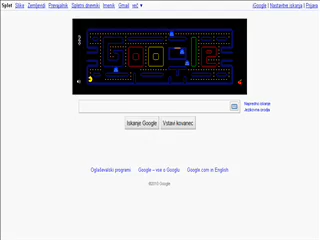 Splet Slike Zemljevidi Prevajalnik Spletni dnevniki Imenik Gmail več ▼
iGoogle | Nastavitve iskanja | Prijava
Napredno iskanje
Jezikovna orodja
Iskanje Google Vstavi kovanec
Oglaševalski programi Google – vse o Googlu Google.com in English
©2010 Google